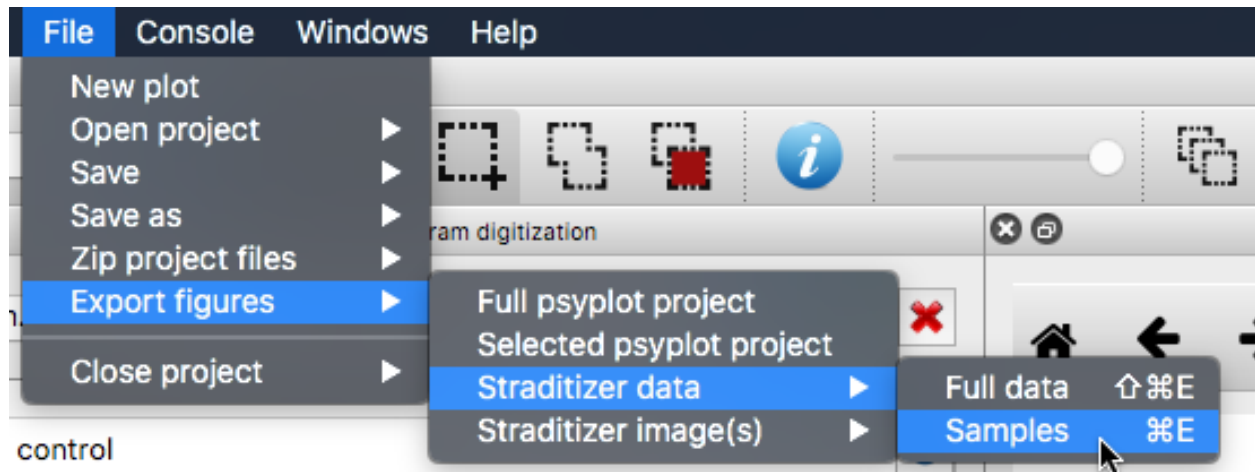 File Console Windows Help
New plot
Open project ▶
Save ▶
Save as ▶
Zip project files ▶
ram digitization
Export figures ▶
Full psyplot project
Selected psyplot project
Close project ▶
Straditizer data ▶
Full data ⇧⌘E
Straditizer image(s) ▶
Samples ⌘E
control